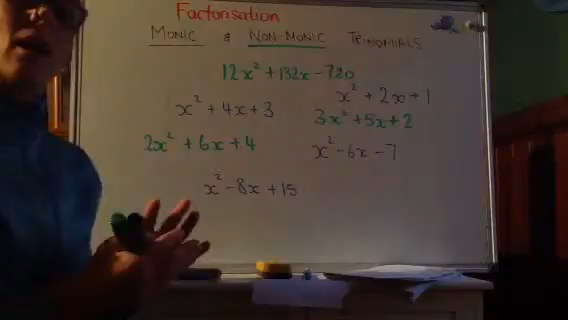 Factorisation
MONIC & NON-MONIC TRINOMIALS
12x² + 132x - 720
x² + 2x + 1
x² + 4x + 3
3x² + 5x + 2
2x² + 6x + 4
x² - 6x - 7
x² - 8x + 15